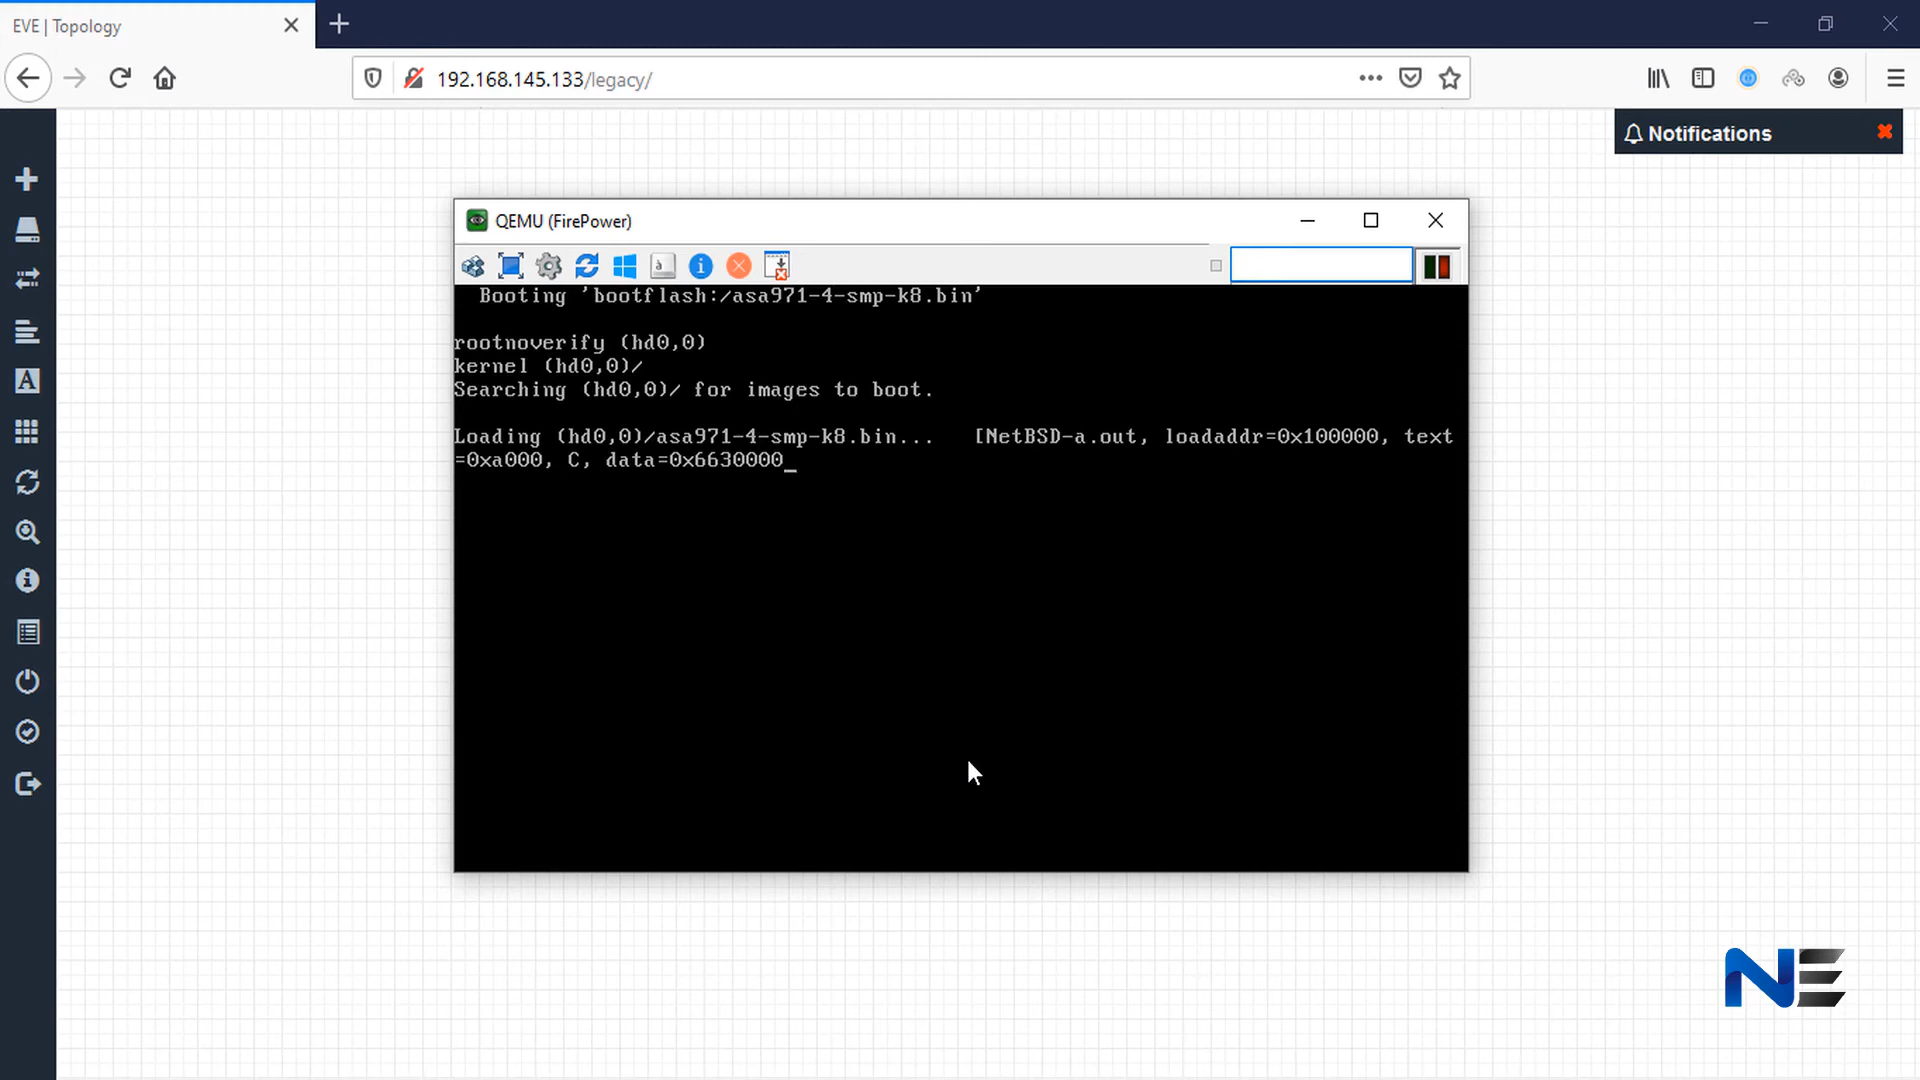 EVE | Topology
192.168.145.133/legacy/
Notifications
QEMU (FirePower)
Booting 'bootflash:/asa971-4-smp-k8.bin'
rootnoverify (hd0,0)
kernel (hd0,0)/
Searching (hd0,0)/ for images to boot.
Loading (hd0,0)/asa971-4-smp-k8.bin... [NetBSD-a.out, loadaddr=0x100000, text
=0xa000, C, data=0x6630000_
NE